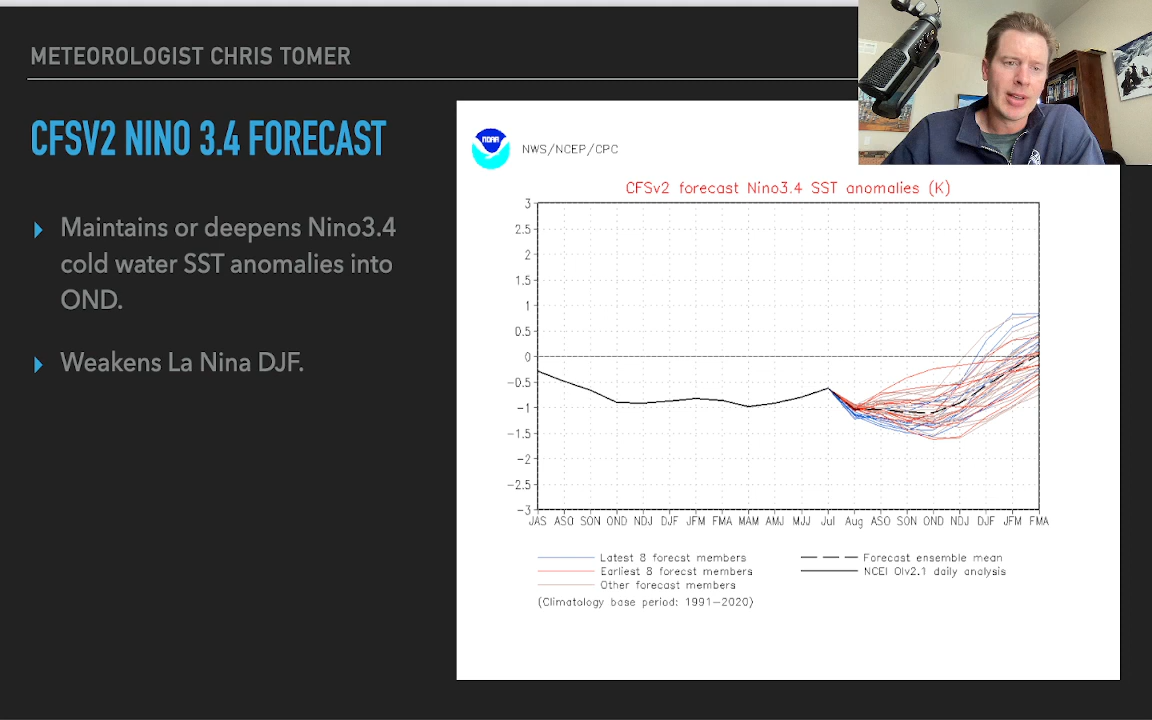 METEOROLOGIST CHRIS TOMER
CFSV2 NINO 3.4 FORECAST
Maintains or deepens Nino3.4
cold water SST anomalies into
OND.
Weakens La Nina DJF.
NOAA
NWS/NCEP/CPC
CFSv2 forecast Nino3.4 SST anomalies (K)
3
2.5
2
1.5
1
0.5
0
−0.5
−1
−1.5
−2
−2.5
−3
JAS ASO SON OND NDJ DJF JFM FMA MAM AMJ MJJ Jul Aug ASO SON OND NDJ DJF JFM FMA
Latest 8 forecst members
Earliest 8 forecst members
Other forecast members
(Climatology base period: 1991−2020)
Forecast ensemble mean
NCEI OIv2.1 daily analysis